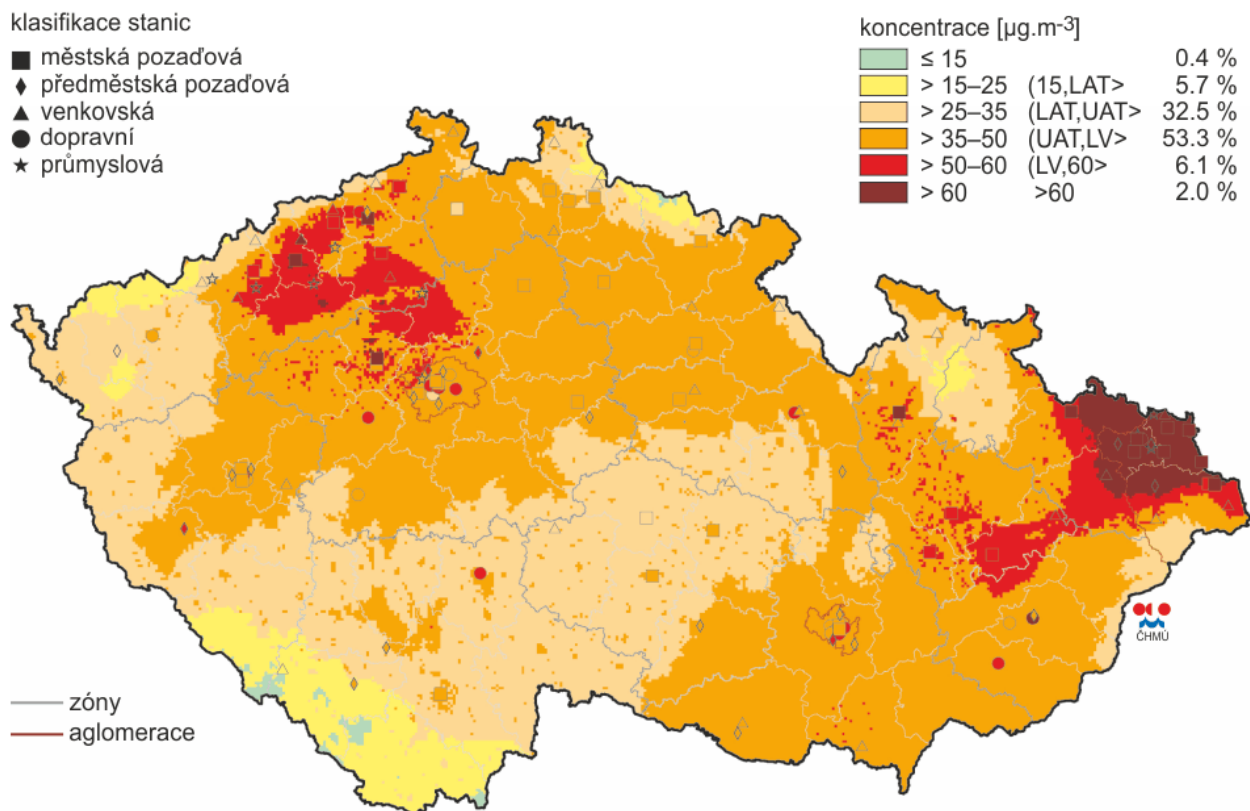 klasifikace stanic
městská pozaďová
předměstská pozaďová
venkovská
dopravní
průmyslová
koncentrace [µg.m-3]
≤ 15 0.4 %
> 15–25 (15,LAT> 5.7 %
> 25–35 (LAT,UAT> 32.5 %
> 35–50 (UAT,LV> 53.3 %
> 50–60 (LV,60> 6.1 %
> 60 >60 2.0 %
ČHMÚ
zóny
aglomerace